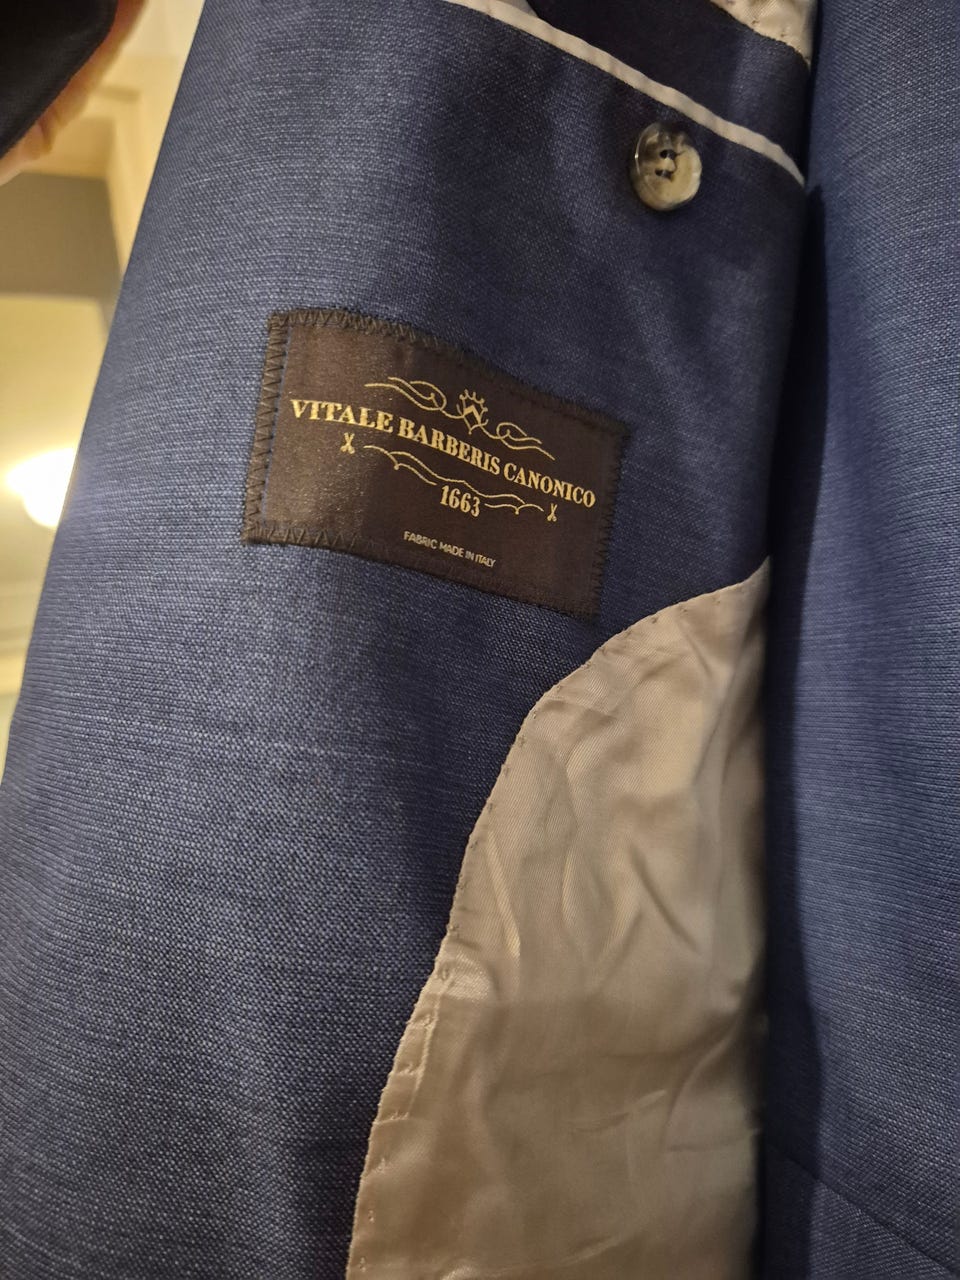 VITALE BARBERIS CANONICO
1663
FABRIC MADE IN ITALY